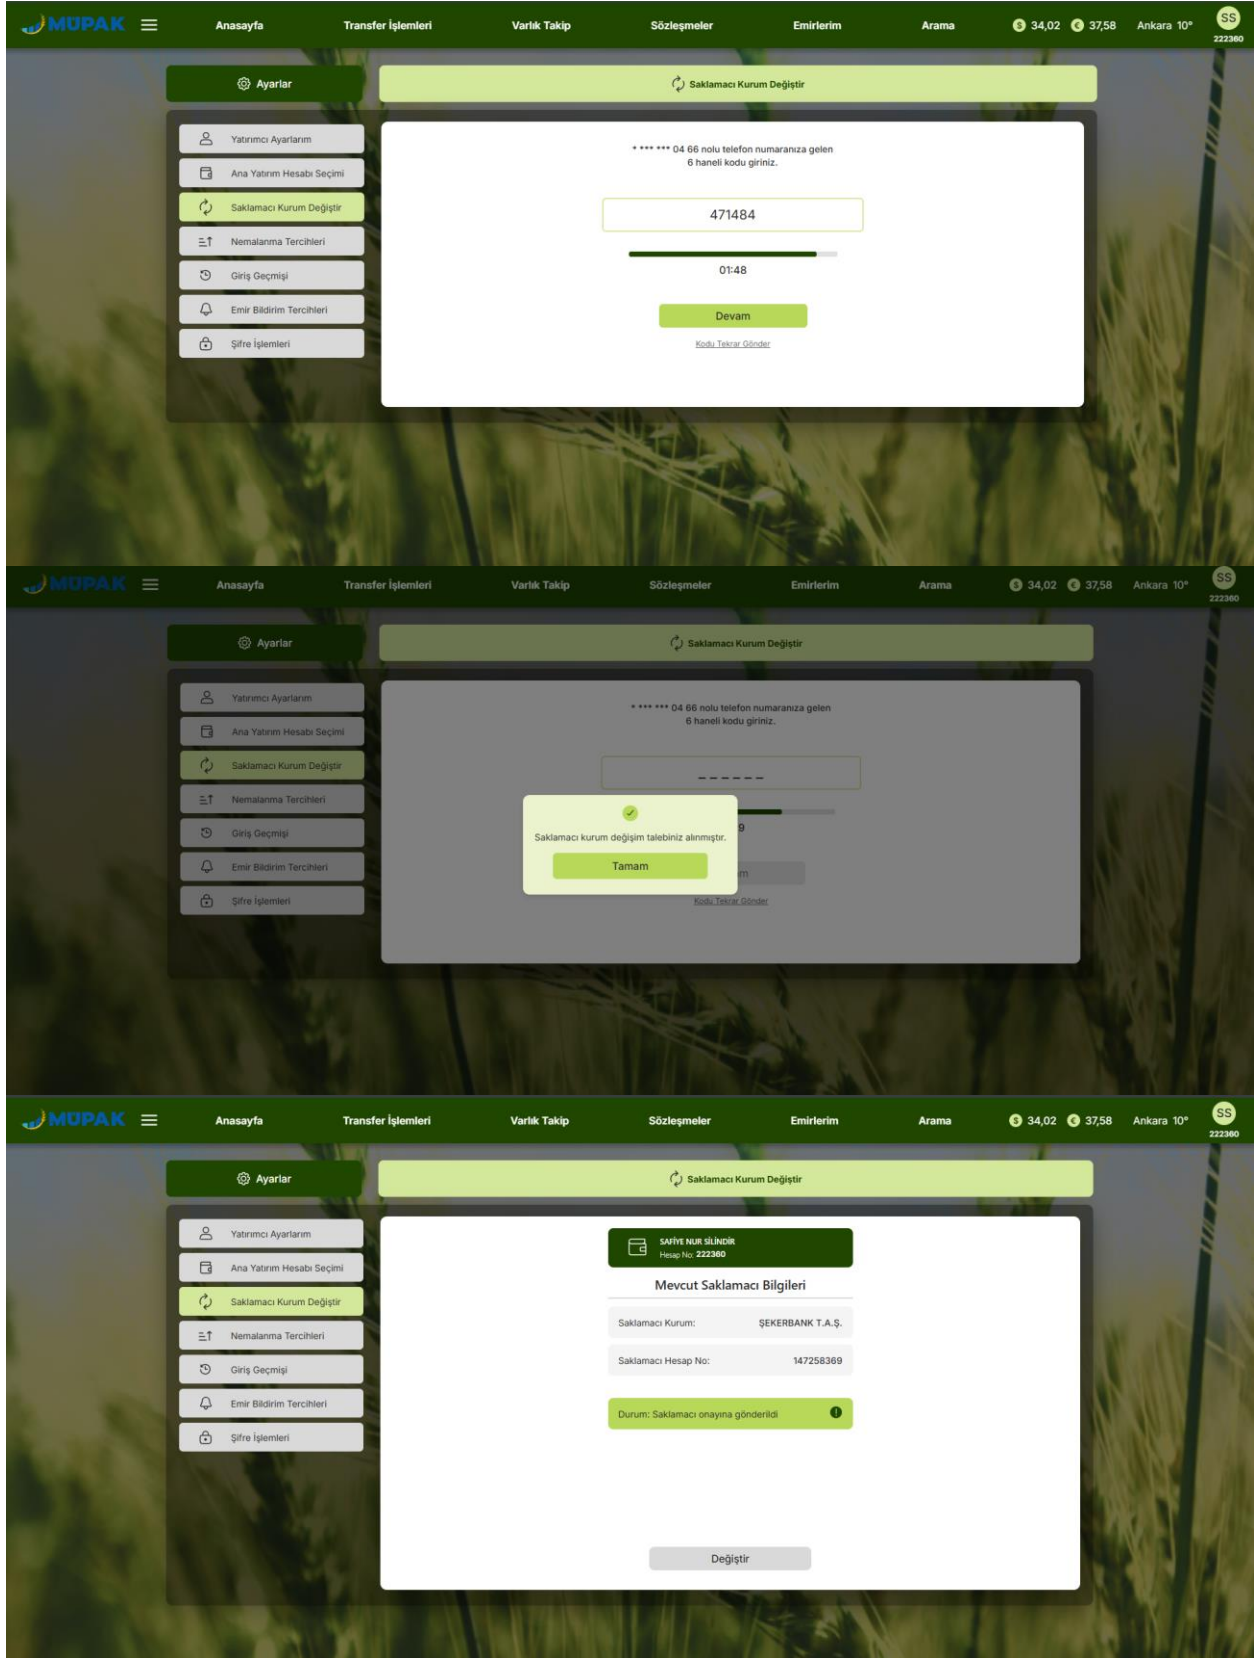 MÜPAK
Anasayfa
Transfer İşlemleri
Varlık Takip
Sözleşmeler
Emirlerim
Arama
34,02
37,58
Ankara 10°
SS
222360
Ayarlar
Saklamacı Kurum Değiştir
Yatırımcı Ayarlarım
Ana Yatırım Hesabı Seçimi
Saklamacı Kurum Değiştir
Nemalanma Tercihleri
Giriş Geçmişi
Emir Bildirim Tercihleri
Şifre İşlemleri
* *** *** 04 66 nolu telefon numaranıza gelen
6 haneli kodu giriniz.
471484
01:48
Devam
Kodu Tekrar Gönder
MÜPAK
Anasayfa
Transfer İşlemleri
Varlık Takip
Sözleşmeler
Emirlerim
Arama
34,02
37,58
Ankara 10°
SS
222360
Ayarlar
Saklamacı Kurum Değiştir
Yatırımcı Ayarlarım
Ana Yatırım Hesabı Seçimi
Saklamacı Kurum Değiştir
Nemalanma Tercihleri
Giriş Geçmişi
Emir Bildirim Tercihleri
Şifre İşlemleri
* *** *** 04 66 nolu telefon numaranıza gelen
6 haneli kodu giriniz.
_ _ _ _ _ _
Saklamacı kurum değişim talebiniz alınmıştır.
Tamam
Kodu Tekrar Gönder
MÜPAK
Anasayfa
Transfer İşlemleri
Varlık Takip
Sözleşmeler
Emirlerim
Arama
34,02
37,58
Ankara 10°
SS
222360
Ayarlar
Saklamacı Kurum Değiştir
Yatırımcı Ayarlarım
Ana Yatırım Hesabı Seçimi
Saklamacı Kurum Değiştir
Nemalanma Tercihleri
Giriş Geçmişi
Emir Bildirim Tercihleri
Şifre İşlemleri
SAFİYE NUR SİLİNDİR
Hesap No: 222360
Mevcut Saklamacı Bilgileri
Saklamacı Kurum: ŞEKERBANK T.A.Ş.
Saklamacı Hesap No: 147258369
Durum: Saklamacı onayına gönderildi
Değiştir